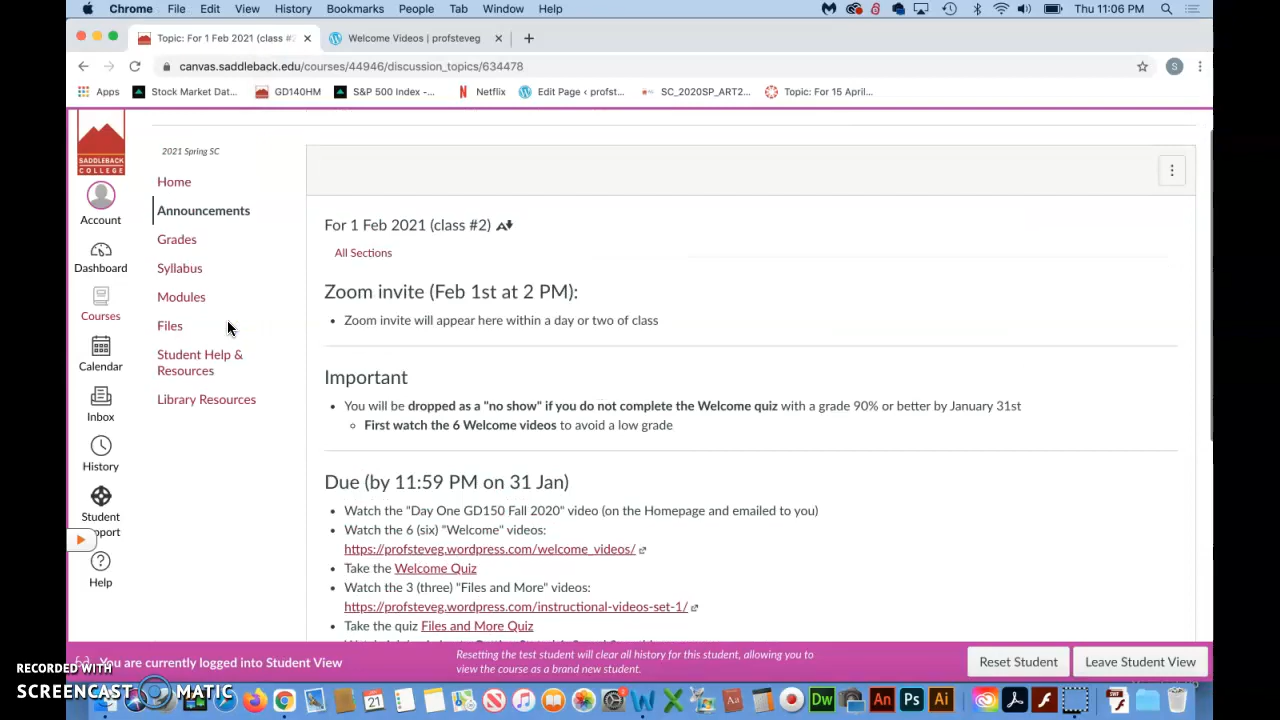 Chrome File Edit View History Bookmarks People Tab Window Help Thu 11:06 PM
Topic: For 1 Feb 2021 (class #2 Welcome Videos | profsteveg
canvas.saddleback.edu/courses/44946/discussion_topics/634478 S
Apps Stock Market Dat... GD140HM S&P 500 Index -... Netflix Edit Page ‹ profst... SC_2020SP_ART2... Topic: For 15 April...
SADDLEBACK
COLLEGE
Account
Dashboard
Courses
Calendar
Inbox
History
Student
pport
Help
2021 Spring SC
Home
Announcements
Grades
Syllabus
Modules
Files
Student Help &
Resources
Library Resources
For 1 Feb 2021 (class #2)
All Sections
Zoom invite (Feb 1st at 2 PM):
• Zoom invite will appear here within a day or two of class
Important
• You will be dropped as a "no show" if you do not complete the Welcome quiz with a grade 90% or better by January 31st
First watch the 6 Welcome videos to avoid a low grade
Due (by 11:59 PM on 31 Jan)
• Watch the "Day One GD150 Fall 2020" video (on the Homepage and emailed to you)
• Watch the 6 (six) "Welcome" videos:
https://profsteveg.wordpress.com/welcome_videos/
• Take the Welcome Quiz
• Watch the 3 (three) "Files and More" videos:
https://profsteveg.wordpress.com/instructional-videos-set-1/
• Take the quiz Files and More Quiz
You are currently logged into Student View
Resetting the test student will clear all history for this student, allowing you to
view the course as a brand new student.
Reset Student Leave Student View
RECORDED WITH
SCREENCAST MATIC
21 Aa Dw An Ps Ai